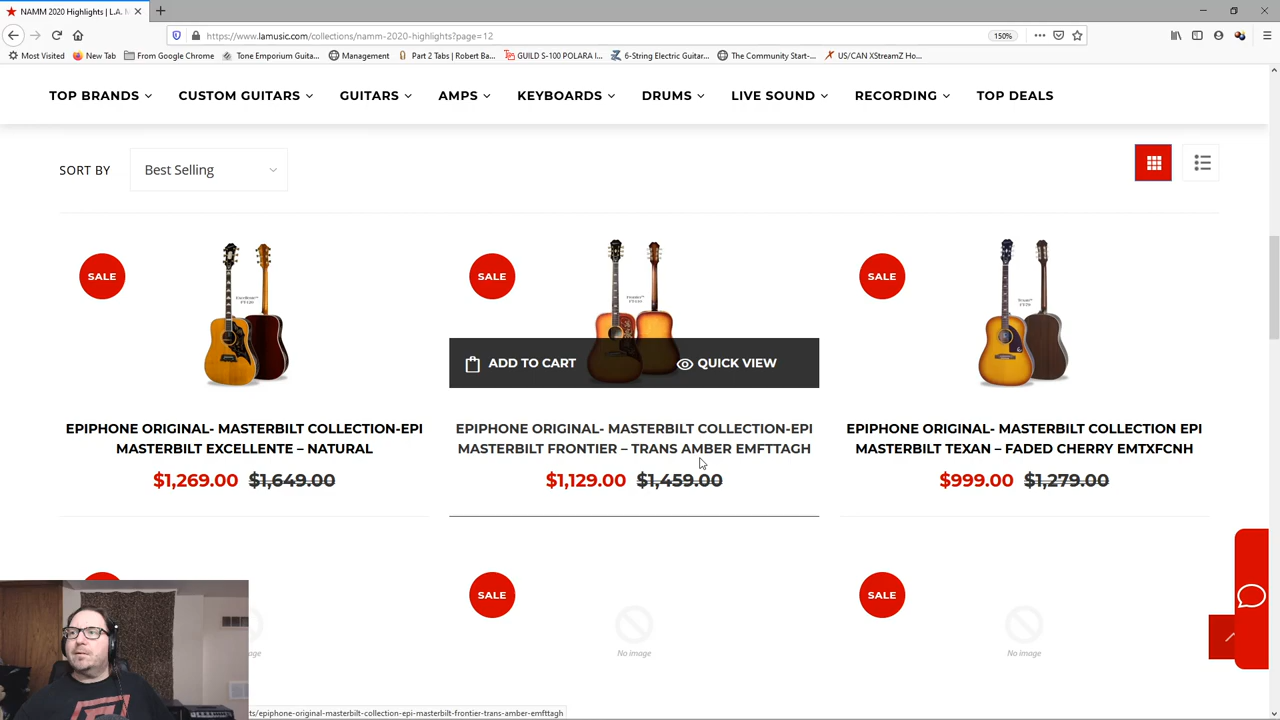 NAMM 2020 Highlights | L.A. M
https://www.lamusic.com/collections/namm-2020-highlights?page=12
150%
Most Visited
New Tab
From Google Chrome
Tone Emporium Guita...
Management
Part 2 Tabs | Robert Ba...
GUILD S-100 POLARA I...
6-String Electric Guitar...
The Community Start-...
US/CAN XStreamZ Ho...
TOP BRANDS
CUSTOM GUITARS
GUITARS
AMPS
KEYBOARDS
DRUMS
LIVE SOUND
RECORDING
TOP DEALS
SORT BY
Best Selling
SALE
EPIPHONE ORIGINAL- MASTERBILT COLLECTION-EPI
MASTERBILT EXCELLENTE – NATURAL
$1,269.00 $1,649.00
SALE
ADD TO CART
QUICK VIEW
EPIPHONE ORIGINAL- MASTERBILT COLLECTION-EPI
MASTERBILT FRONTIER – TRANS AMBER EMFTTAGH
$1,129.00 $1,459.00
SALE
EPIPHONE ORIGINAL- MASTERBILT COLLECTION EPI
MASTERBILT TEXAN – FADED CHERRY EMTXFCNH
$999.00 $1,279.00
age
SALE
No image
SALE
No image
ts/epiphone-original-masterbilt-collection-epi-masterbilt-frontier-trans-amber-emfttagh